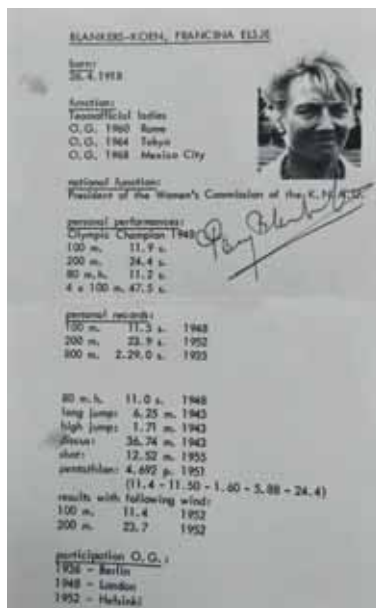 BLANKERS-KOEN, FRANCINA ELSJE
born:
26.4.1918
function:
Teamofficial ladies
O.G. 1960 Rome
O.G. 1964 Tokyo
O.G. 1968 Mexico City
national function:
President of the Women's Commission of the K.N.A.U.
personal performances:
Olympic Champion 1948:
100 m. 11.9 s.
200 m. 24.4 s.
80 m.h. 11.2 s.
4 x 100 m. 47.5 s.
personal records:
100 m. 11.5 s. 1948
200 m. 23.9 s. 1952
800 m. 2.29.0 s. 1935
80 m.h. 11.0 s. 1948
long jump: 6.25 m. 1943
high jump: 1.71 m. 1943
discus: 36.74 m. 1943
shot: 12.52 m. 1955
pentathlon: 4.692 p. 1951
(11.4 - 11.50 - 1.60 - 5.88 - 24.4)
results with following wind:
100 m. 11.4 1952
200 m. 23.7 1952
participation O.G.:
1936 - Berlin
1948 - London
1952 - Helsinki